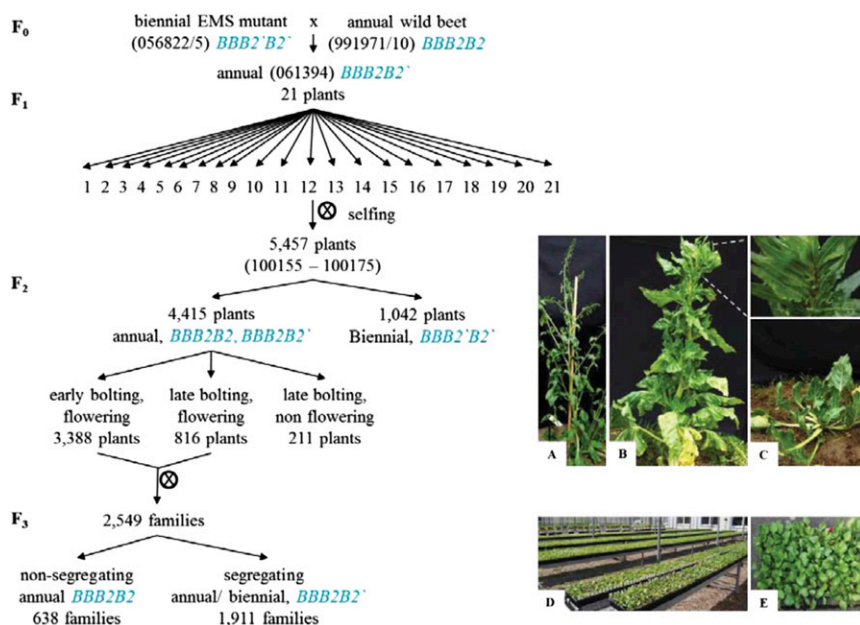 F0
biennial EMS mutant x annual wild beet
(056822/5) BBB2`B2` (991971/10) BBB2B2
annual (061394) BBB2B2`
F1
21 plants
1 2 3 4 5 6 7 8 9 10 11 12 13 14 15 16 17 18 19 20 21
selfing
5,457 plants
(100155 – 100175)
F2
4,415 plants 1,042 plants
annual, BBB2B2, BBB2B2` Biennial, BBB2`B2`
early bolting, late bolting, late bolting,
flowering flowering non flowering
3,388 plants 816 plants 211 plants
F3
2,549 families
non-segregating segregating
annual BBB2B2 annual/ biennial, BBB2B2`
638 families 1,911 families
A B C
D E